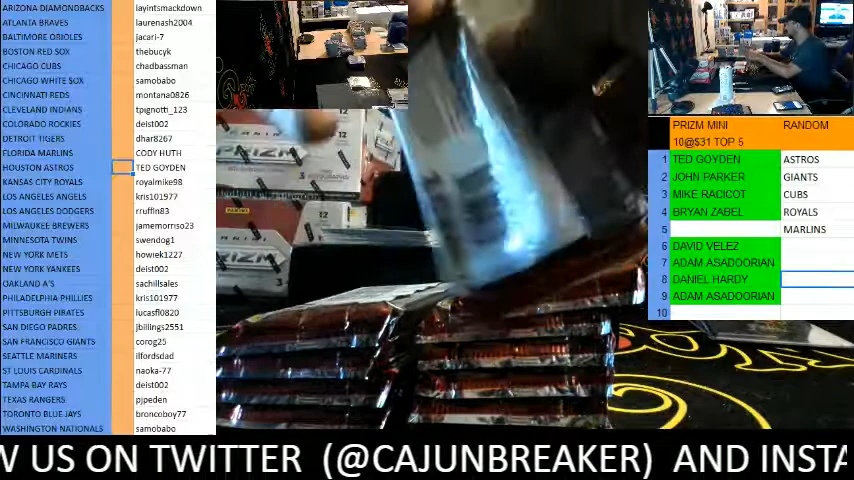 ARIZONA DIAMONDBACKS layintsmackdown
ATLANTA BRAVES laurenash2004
BALTIMORE ORIOLES jacari-7
BOSTON RED SOX thebucyk
CHICAGO CUBS chadbassman
CHICAGO WHITE SOX samobabo
CINCINNATI REDS montana0826
CLEVELAND INDIANS tpignotti_123
COLORADO ROCKIES deist002
DETROIT TIGERS dhar8267
FLORIDA MARLINS CODY HUTH
HOUSTON ASTROS TED GOYDEN
KANSAS CITY ROYALS royalmike98
LOS ANGELES ANGELS kris101977
LOS ANGELES DODGERS rruffin83
MILWAUKEE BREWERS jamemorriso23
MINNESOTA TWINS swendog1
NEW YORK METS howiek1227
NEW YORK YANKEES deist002
OAKLAND A'S sachillsales
PHILADELPHIA PHILLIES kris101977
PITTSBURGH PIRATES lucasfl0820
SAN DIEGO PADRES jbillings2551
SAN FRANCISCO GIANTS corog25
SEATTLE MARINERS ilfordsdad
ST LOUIS CARDINALS naoka-77
TAMPA BAY RAYS deist002
TEXAS RANGERS pjpeden
TORONTO BLUE JAYS broncoboy77
WASHINGTON NATIONALS samobabo
PANINI
12
12
PRIZM
PRIZM MINI RANDOM
10@$31 TOP 5
1 TED GOYDEN ASTROS
2 JOHN PARKER GIANTS
3 MIKE RACICOT CUBS
4 BRYAN ZABEL ROYALS
5 MARLINS
6 DAVID VELEZ
7 ADAM ASADOORIAN
8 DANIEL HARDY
9 ADAM ASADOORIAN
10
W US ON TWITTER (@CAJUNBREAKER) AND INSTA